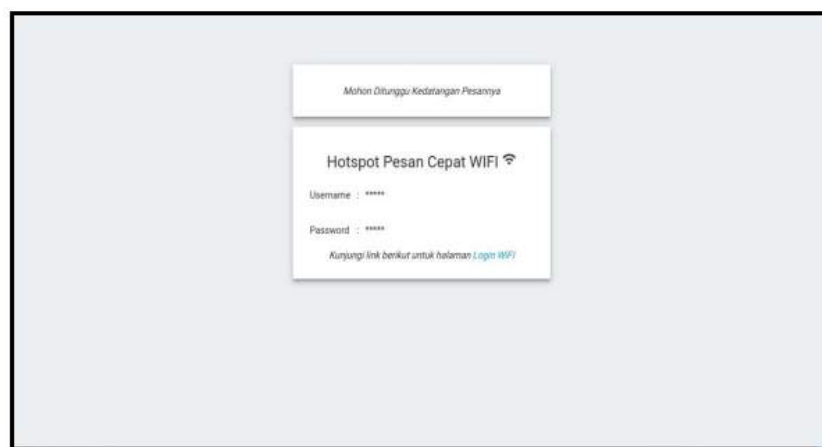 Mohon Ditunggu Kedatangan Pesannya
Hotspot Pesan Cepat WIFI
Username : *****
Password : *****
Kunjungi link berikut untuk halaman Login WIFI